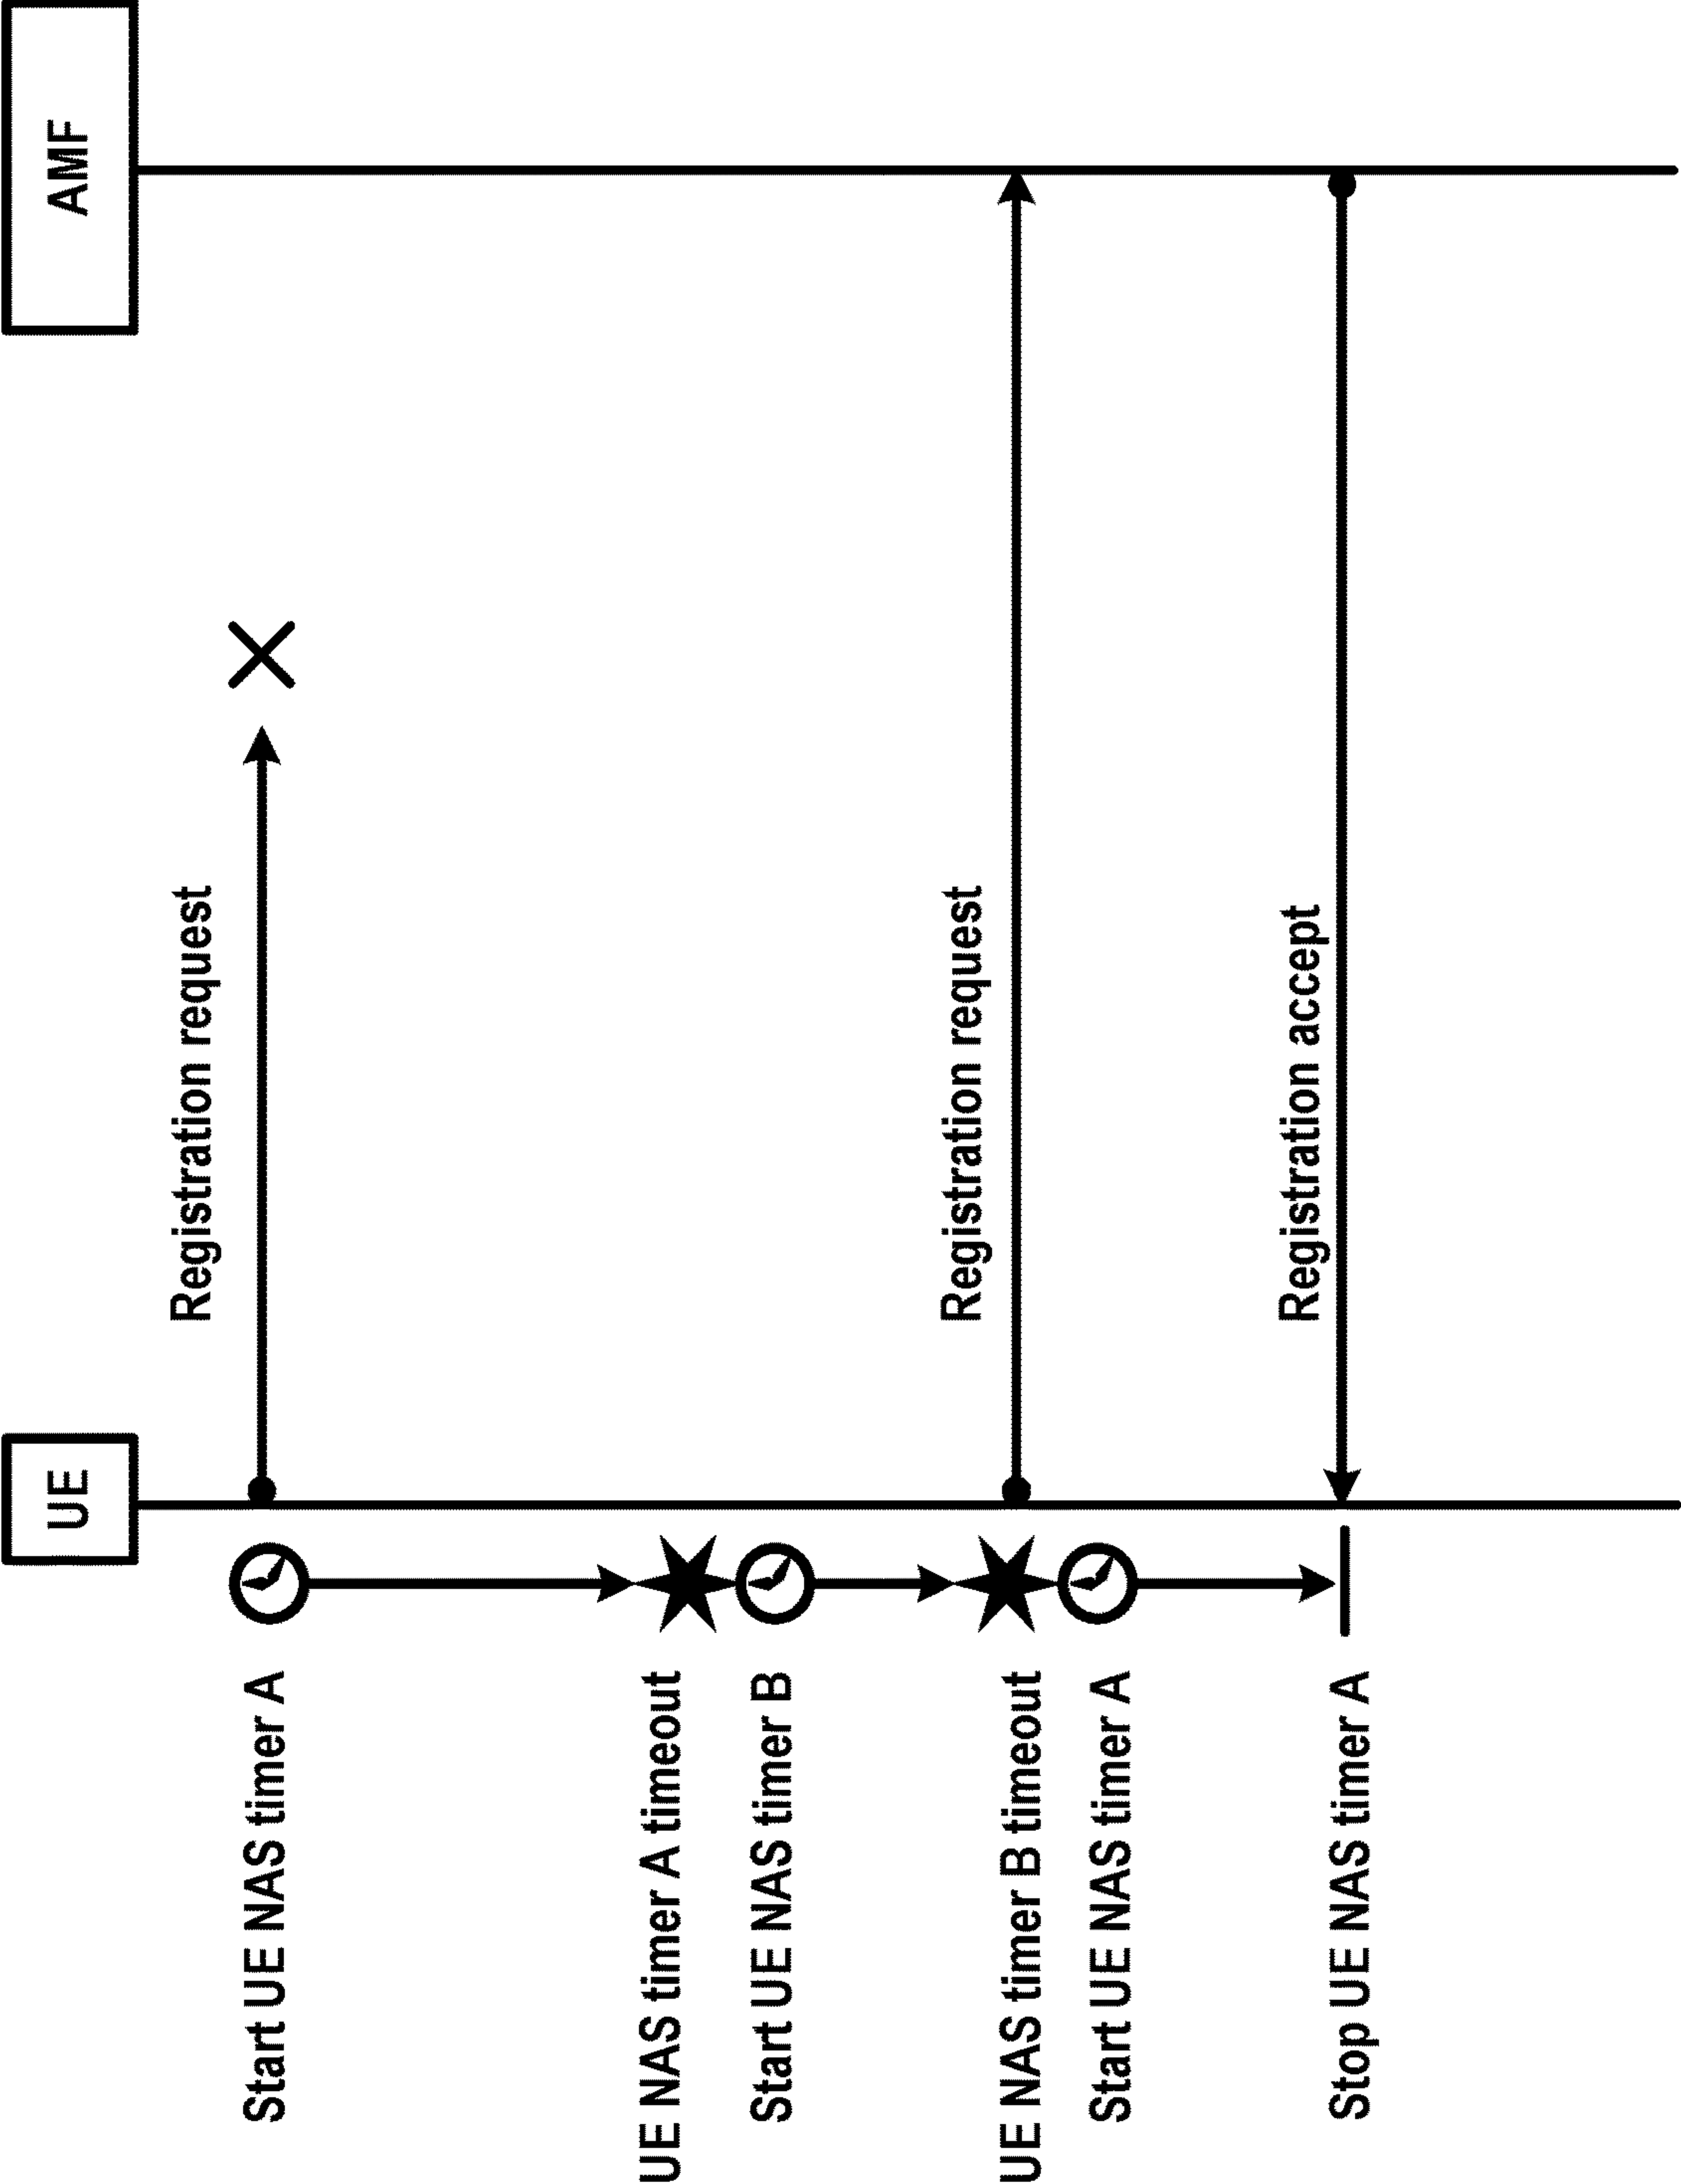 UE
AMF
Registration request
Start UE NAS timer A
UE NAS timer A timeout
Start UE NAS timer B
Registration request
UE NAS timer B timeout
Start UE NAS timer A
Registration accept
Stop UE NAS timer A